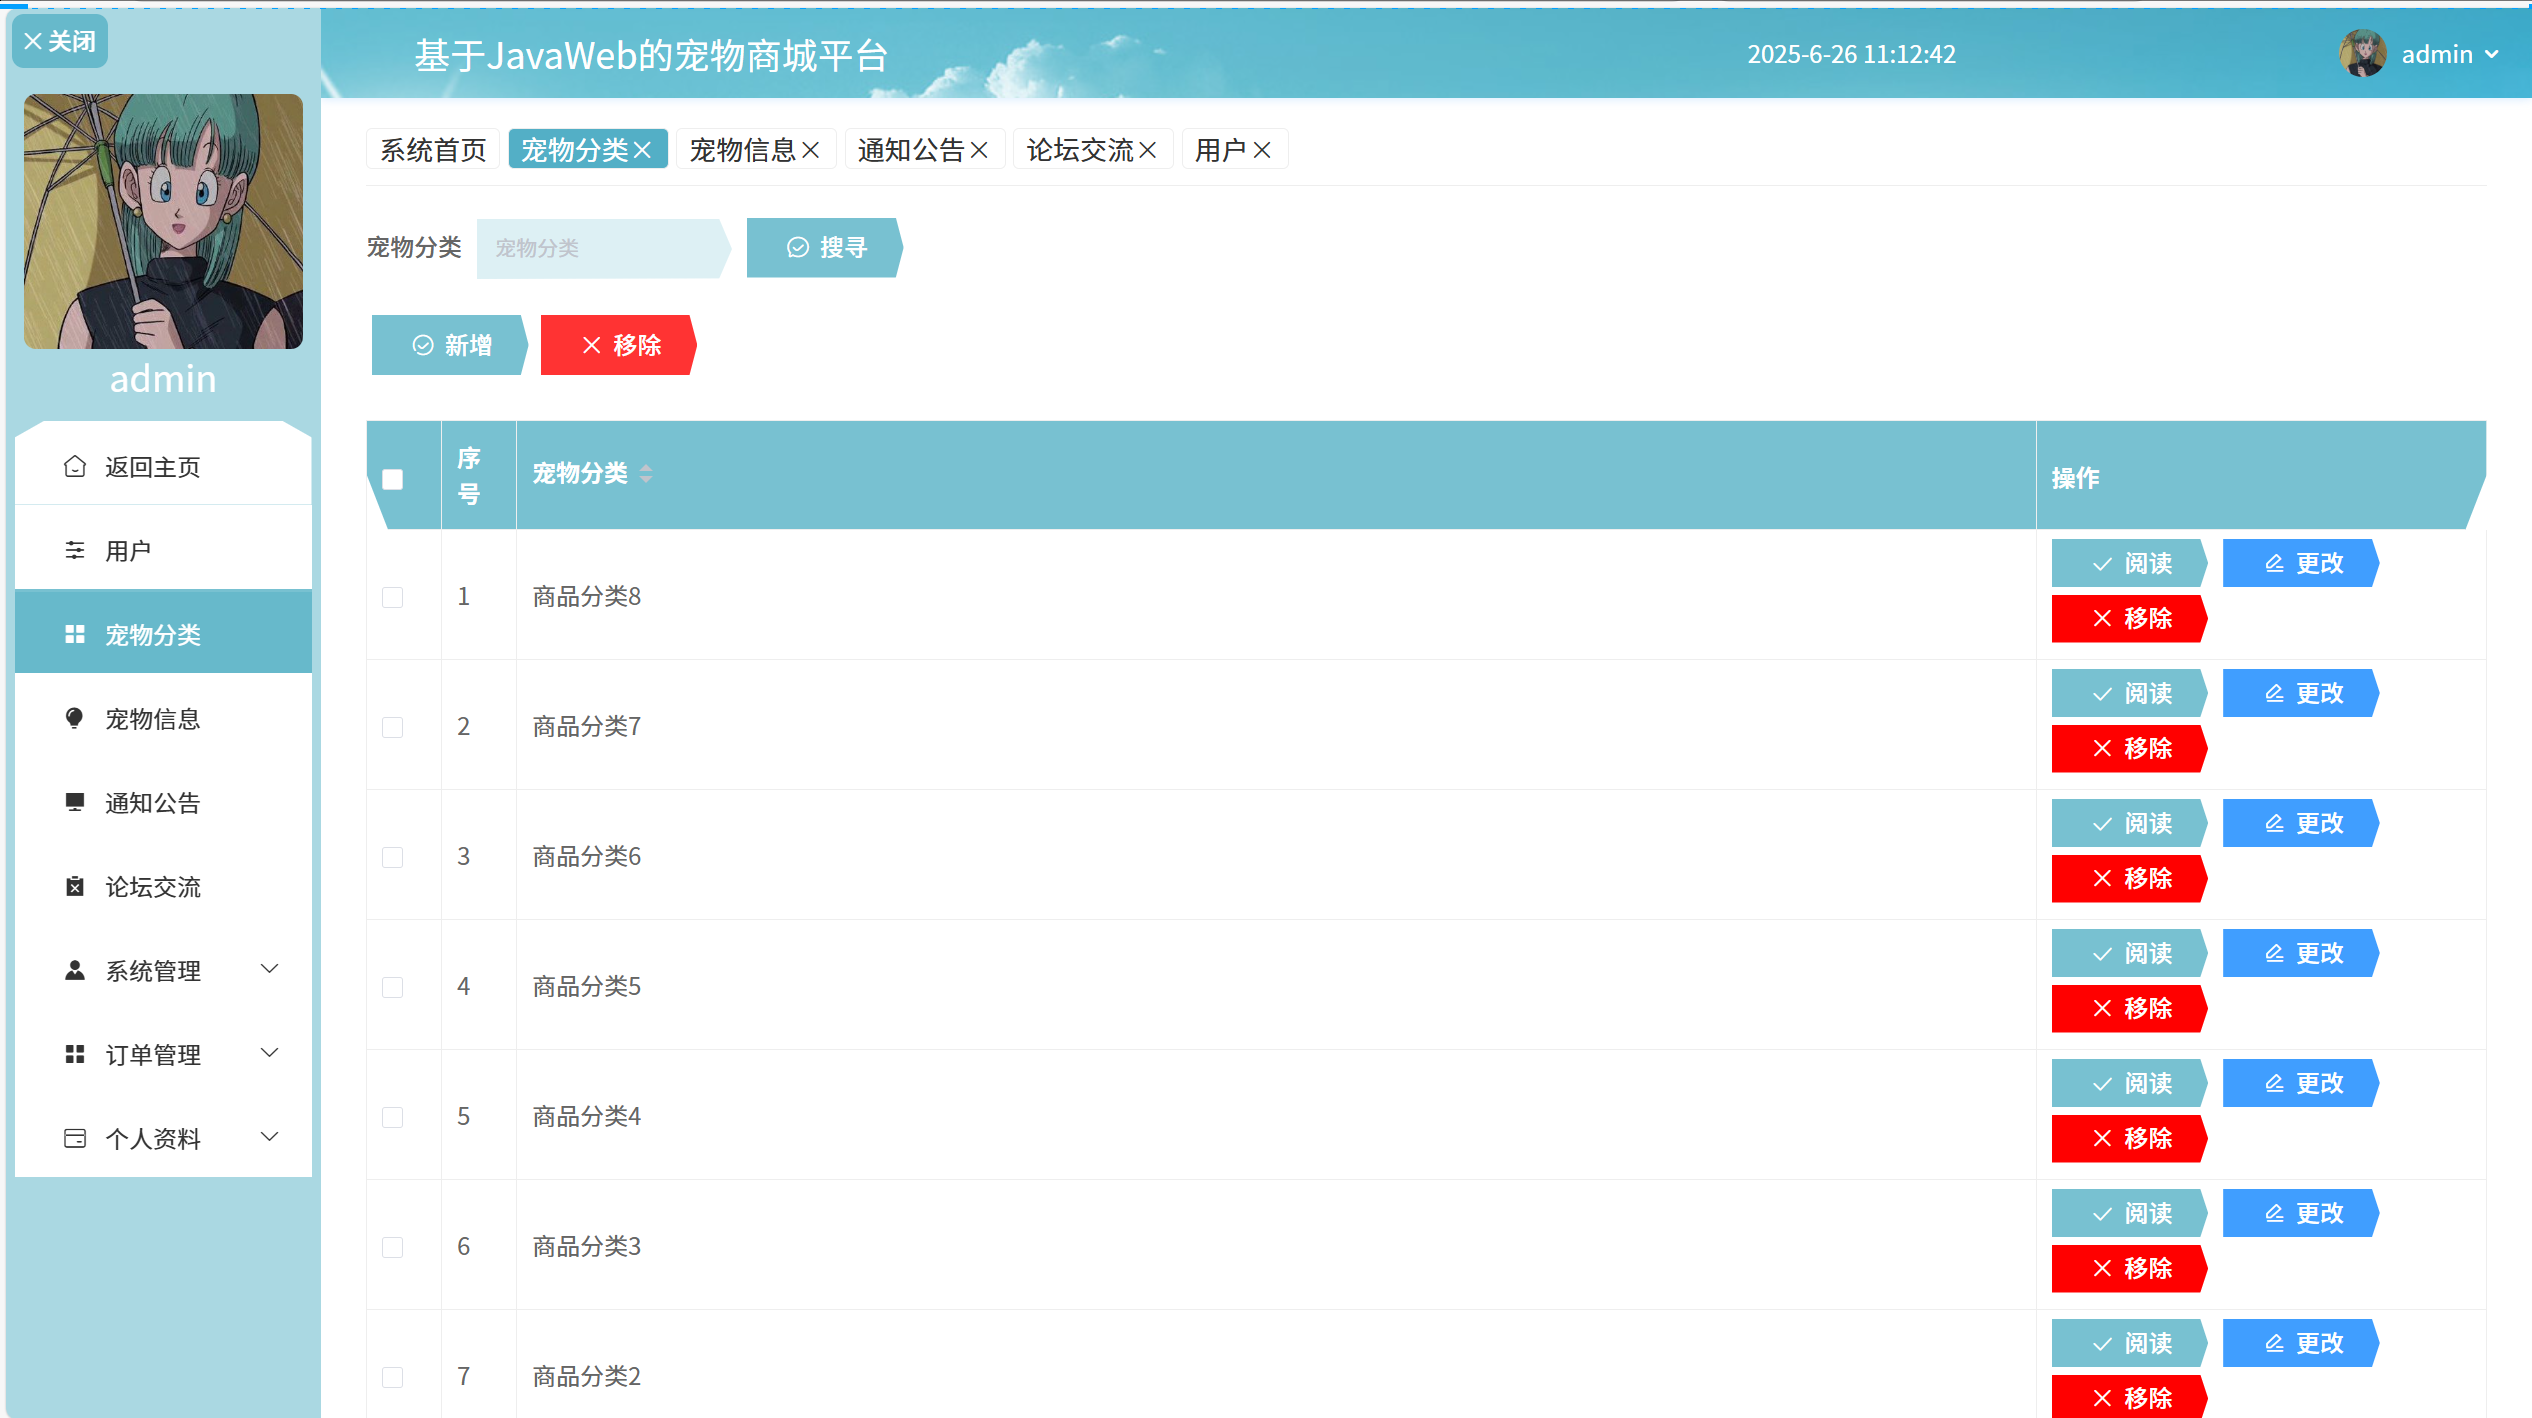 关闭
基于JavaWeb的宠物商城平台
2025-6-26 11:12:42
admin
admin
返回主页
用户
宠物分类
宠物信息
通知公告
论坛交流
系统管理
订单管理
个人资料
系统首页 宠物分类 宠物信息 通知公告 论坛交流 用户
宠物分类 宠物分类 搜寻
新增 移除
序号 宠物分类 操作
1 商品分类8 阅读 更改
移除
2 商品分类7 阅读 更改
移除
3 商品分类6 阅读 更改
移除
4 商品分类5 阅读 更改
移除
5 商品分类4 阅读 更改
移除
6 商品分类3 阅读 更改
移除
7 商品分类2 阅读 更改
移除